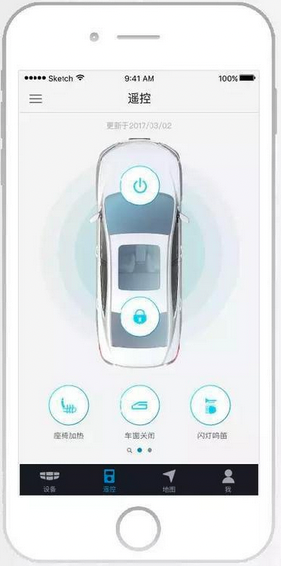 Sketch 9:41 AM 100%
遥控
更新于2017/03/02
座椅加热 车窗关闭 闪灯鸣笛
设备 遥控 地图 我